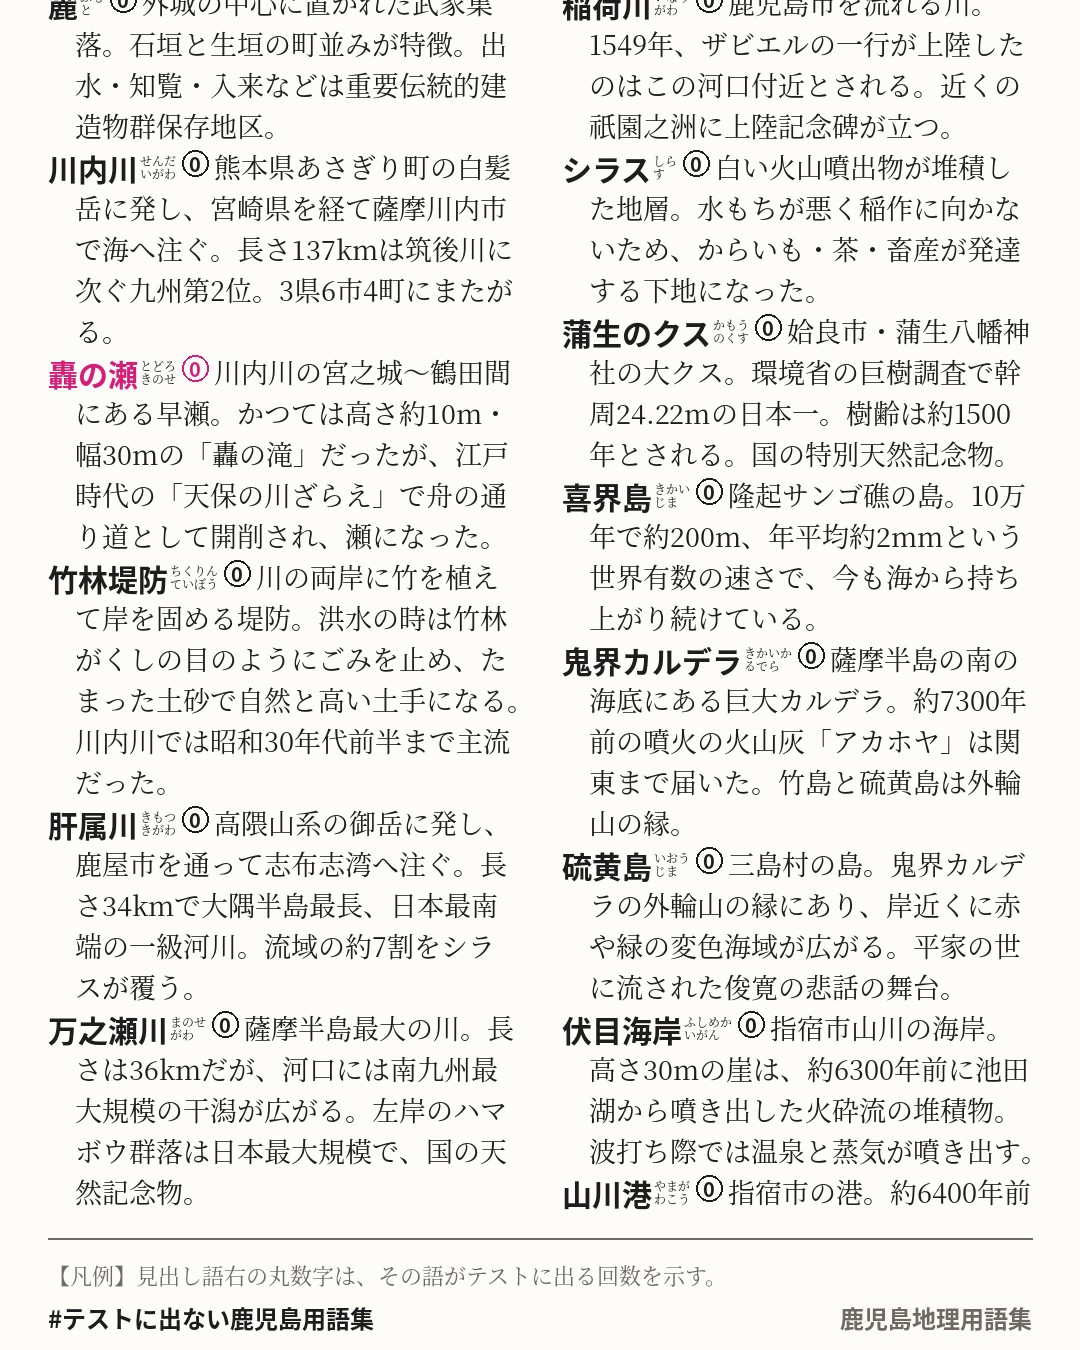 麓 ⓪ 外城の中心に置かれた武家集
落。石垣と生垣の町並みが特徴。出
水・知覧・入来などは重要伝統的建
造物群保存地区。
川内川 せんだいがわ ⓪ 熊本県あさぎり町の白髪
岳に発し、宮崎県を経て薩摩川内市
で海へ注ぐ。長さ137kmは筑後川に
次ぐ九州第2位。3県6市4町にまたが
る。
轟の瀬 とどろきのせ ⓪ 川内川の宮之城〜鶴田間
にある早瀬。かつては高さ約10m・
幅30mの「轟の滝」だったが、江戸
時代の「天保の川ざらえ」で舟の通
り道として開削され、瀬になった。
竹林堤防 ちくりんていぼう ⓪ 川の両岸に竹を植え
て岸を固める堤防。洪水の時は竹林
がくしの目のようにごみを止め、た
まった土砂で自然と高い土手になる。
川内川では昭和30年代前半まで主流
だった。
肝属川 きもつきがわ ⓪ 高隈山系の御岳に発し、
鹿屋市を通って志布志湾へ注ぐ。長
さ34kmで大隅半島最長、日本最南
端の一級河川。流域の約7割をシラ
スが覆う。
万之瀬川 まのせがわ ⓪ 薩摩半島最大の川。長
さは36kmだが、河口には南九州最
大規模の干潟が広がる。左岸のハマ
ボウ群落は日本最大規模で、国の天
然記念物。
稲荷川 ⓪ 鹿児島市を流れる川。
1549年、ザビエルの一行が上陸した
のはこの河口付近とされる。近くの
祇園之洲に上陸記念碑が立つ。
シラス しらす ⓪ 白い火山噴出物が堆積し
た地層。水もちが悪く稲作に向かな
いため、からいも・茶・畜産が発達
する下地になった。
蒲生のクス かもうのくす ⓪ 姶良市・蒲生八幡神
社の大クス。環境省の巨樹調査で幹
周24.22mの日本一。樹齢は約1500
年とされる。国の特別天然記念物。
喜界島 きかいじま ⓪ 隆起サンゴ礁の島。10万
年で約200m、年平均約2mmという
世界有数の速さで、今も海から持ち
上がり続けている。
鬼界カルデラ きかいかるでら ⓪ 薩摩半島の南の
海底にある巨大カルデラ。約7300年
前の噴火の火山灰「アカホヤ」は関
東まで届いた。竹島と硫黄島は外輪
山の縁。
硫黄島 いおうじま ⓪ 三島村の島。鬼界カルデ
ラの外輪山の縁にあり、岸近くに赤
や緑の変色海域が広がる。平家の世
に流された俊寛の悲話の舞台。
伏目海岸 ふしめかいがん ⓪ 指宿市山川の海岸。
高さ30mの崖は、約6300年前に池田
湖から噴き出した火砕流の堆積物。
波打ち際では温泉と蒸気が噴き出す。
山川港 やまがわこう ⓪ 指宿市の港。約6400年前
【凡例】見出し語右の丸数字は、その語がテストに出る回数を示す。
#テストに出ない鹿児島用語集
鹿児島地理用語集